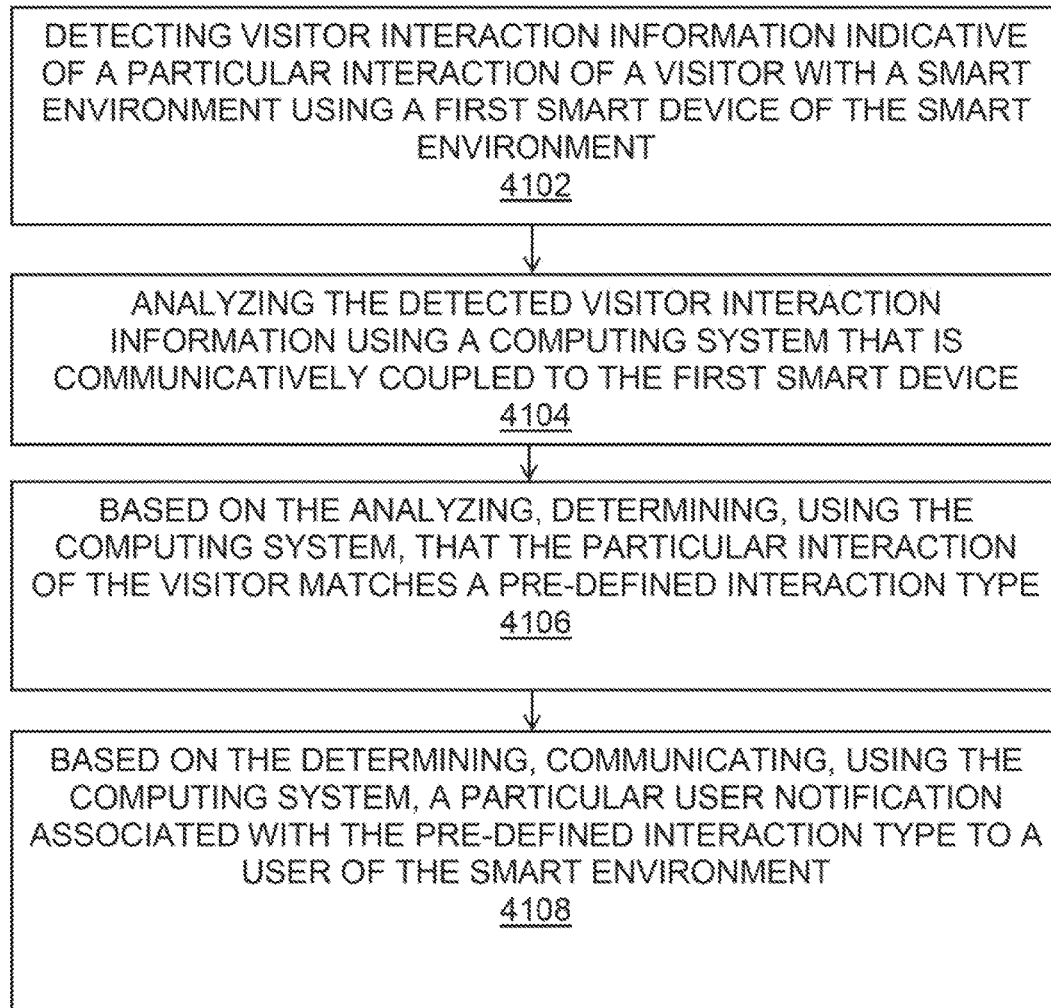 DETECTING VISITOR INTERACTION INFORMATION INDICATIVE
OF A PARTICULAR INTERACTION OF A VISITOR WITH A SMART
ENVIRONMENT USING A FIRST SMART DEVICE OF THE SMART
ENVIRONMENT
4102
ANALYZING THE DETECTED VISITOR INTERACTION
INFORMATION USING A COMPUTING SYSTEM THAT IS
COMMUNICATIVELY COUPLED TO THE FIRST SMART DEVICE
4104
BASED ON THE ANALYZING, DETERMINING, USING THE
COMPUTING SYSTEM, THAT THE PARTICULAR INTERACTION
OF THE VISITOR MATCHES A PRE-DEFINED INTERACTION TYPE
4106
BASED ON THE DETERMINING, COMMUNICATING, USING THE
COMPUTING SYSTEM, A PARTICULAR USER NOTIFICATION
ASSOCIATED WITH THE PRE-DEFINED INTERACTION TYPE TO A
USER OF THE SMART ENVIRONMENT
4108